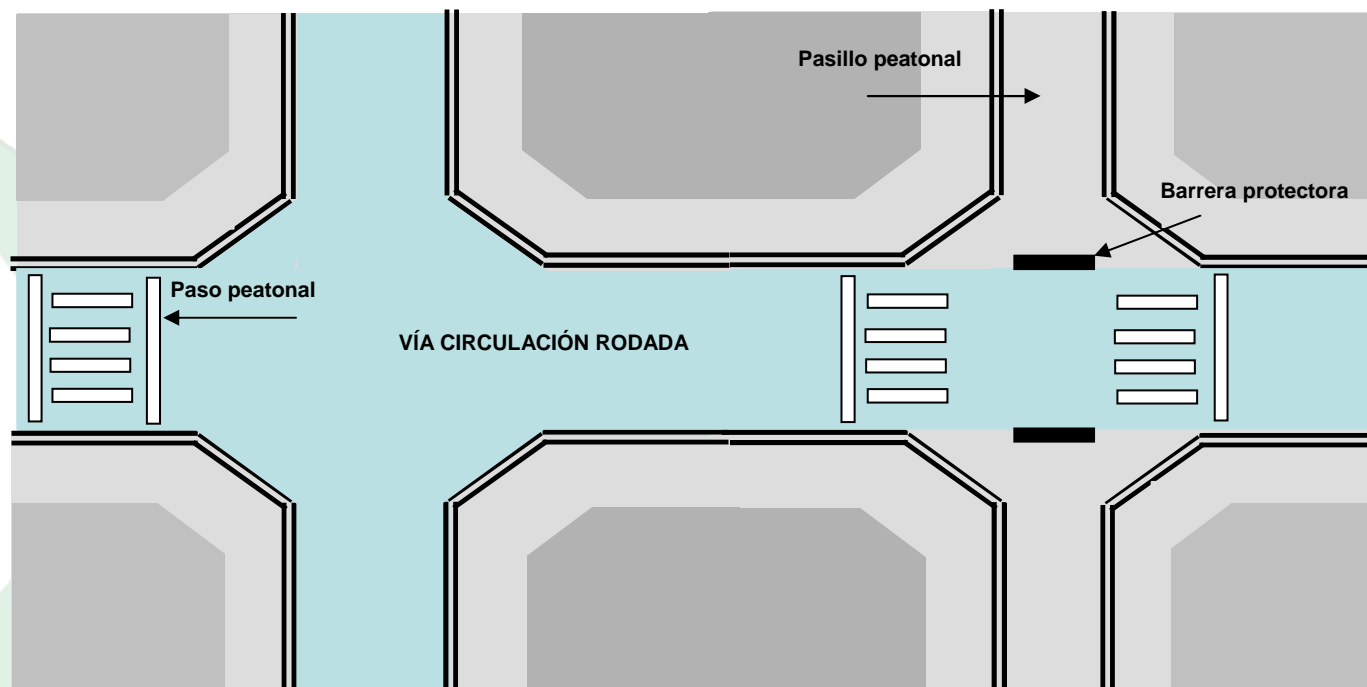 Pasillo peatonal
Barrera protectora
Paso peatonal
VÍA CIRCULACIÓN RODADA